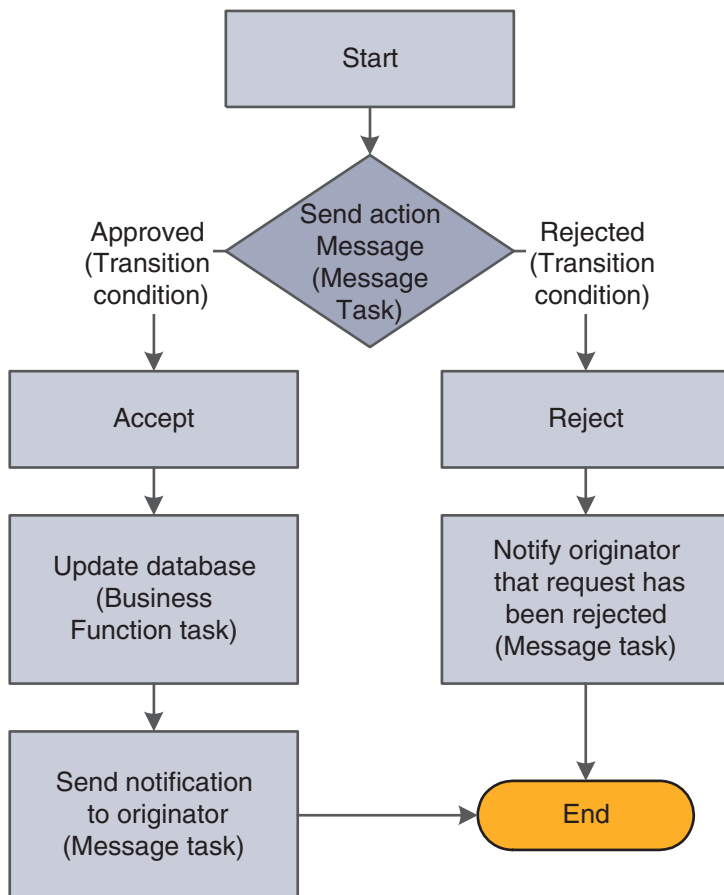 Start
Send action
Message
(Message
Task)
Approved
(Transition
condition)
Rejected
(Transition
condition)
Accept
Reject
Update database
(Business
Function task)
Notify originator
that request has
been rejected
(Message task)
Send notification
to originator
(Message task)
End